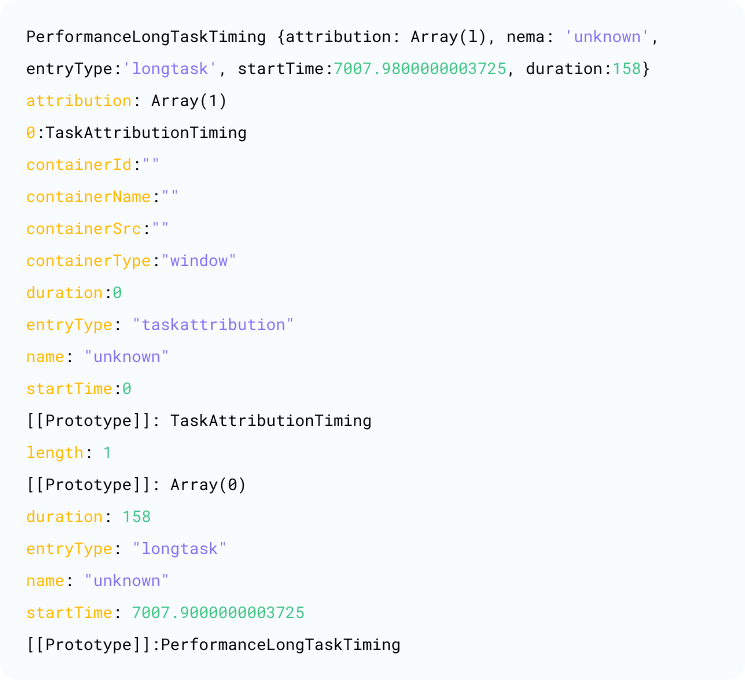 PerformanceLongTaskTiming {attribution: Array(l), nema: 'unknown',
entryType:'longtask', startTime:7007.9800000003725, duration:158}
attribution: Array(1)
0:TaskAttributionTiming
containerId:""
containerName:""
containerSrc:""
containerType:"window"
duration:0
entryType: "taskattribution"
name: "unknown"
startTime:0
[[Prototype]]: TaskAttributionTiming
length: 1
[[Prototype]]: Array(0)
duration: 158
entryType: "longtask"
name: "unknown"
startTime: 7007.9000000003725
[[Prototype]]:PerformanceLongTaskTiming